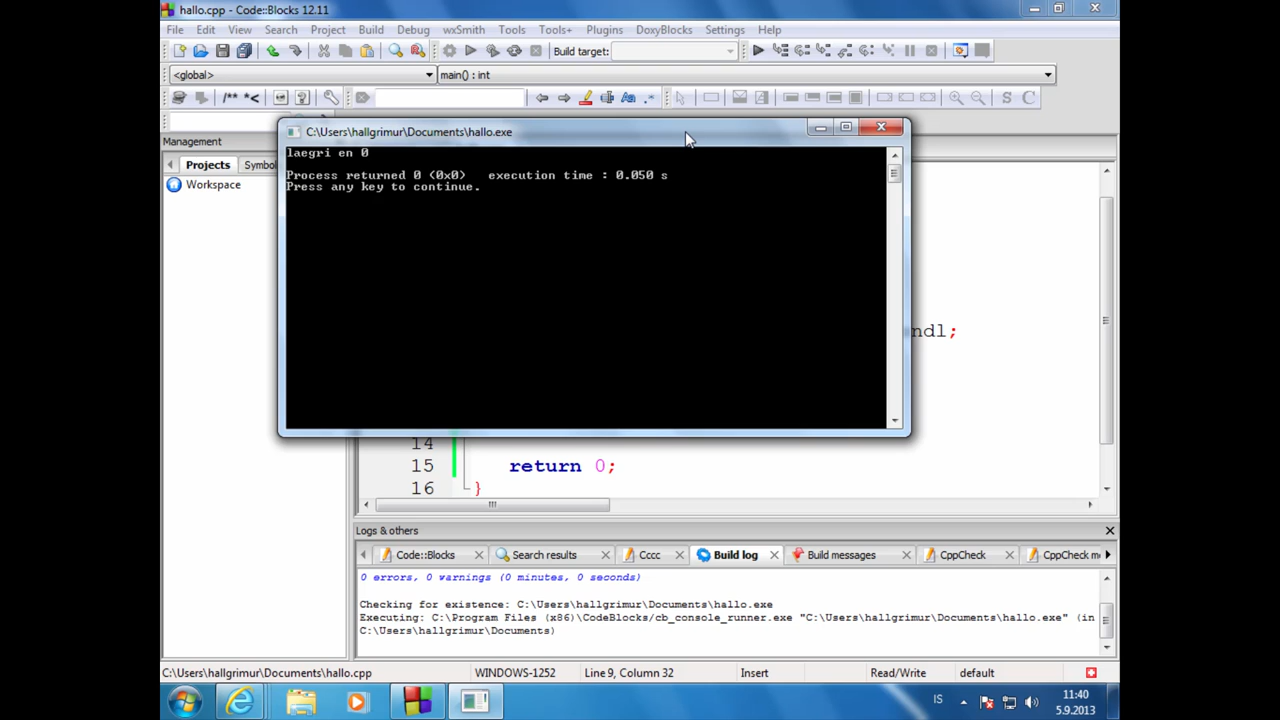 hallo.cpp - Code::Blocks 12.11
File Edit View Search Project Build Debug wxSmith Tools Tools+ Plugins DoxyBlocks Settings Help
Build target:
<global> main() : int
/** *<
S C
C:\Users\hallgrimur\Documents\hallo.exe
Management
Projects Symbo
Workspace
laegri en 0
Process returned 0 (0x0) execution time : 0.050 s
Press any key to continue.
ndl;
14
15 return 0;
16 }
Logs & others
Code::Blocks Search results Cccc Build log Build messages CppCheck CppCheck me
0 errors, 0 warnings (0 minutes, 0 seconds)
Checking for existence: C:\Users\hallgrimur\Documents\hallo.exe
Executing: C:\Program Files (x86)\CodeBlocks/cb_console_runner.exe "C:\Users\hallgrimur\Documents\hallo.exe" (in
C:\Users\hallgrimur\Documents)
C:\Users\hallgrimur\Documents\hallo.cpp WINDOWS-1252 Line 9, Column 32 Insert Read/Write default
IS 11:40
5.9.2013